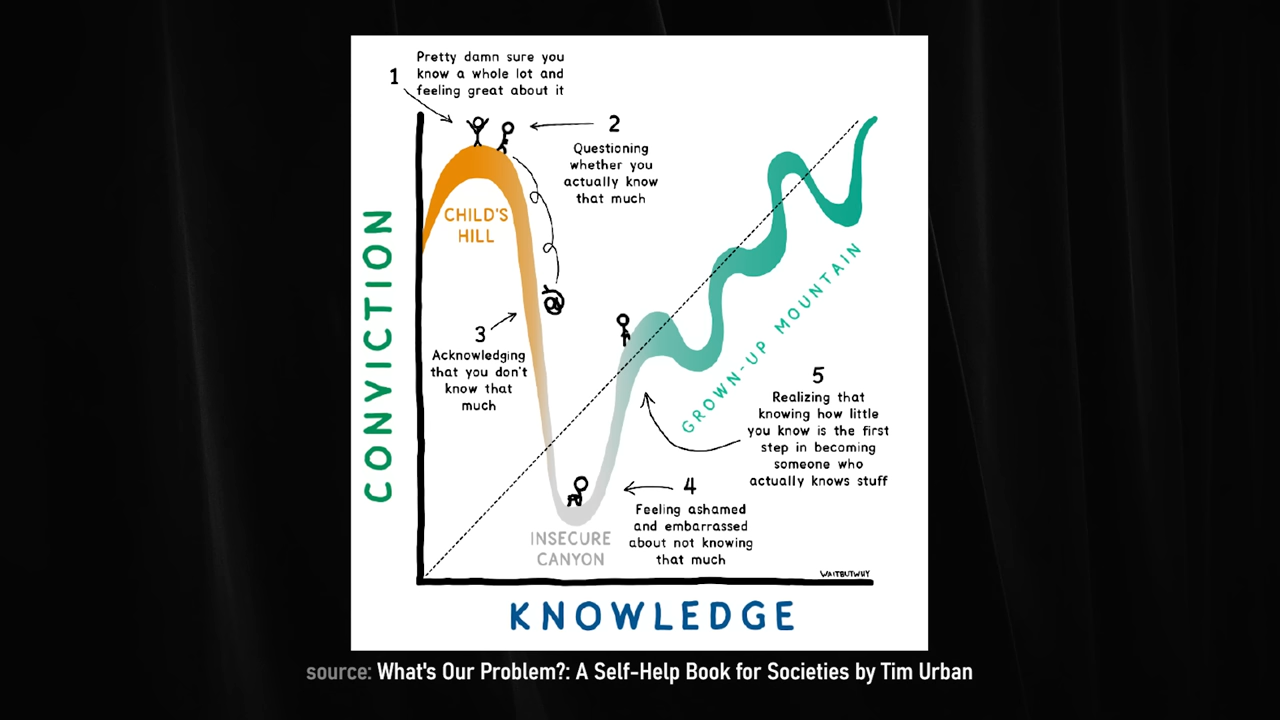 1
Pretty damn sure you
know a whole lot and
feeling great about it
2
Questioning
whether you
actually know
that much
CHILD'S
HILL
3
Acknowledging
that you don't
know that
much
4
Feeling ashamed
and embarrassed
about not knowing
that much
INSECURE
CANYON
5
Realizing that
knowing how little
you know is the first
step in becoming
someone who
actually knows stuff
GROWN-UP MOUNTAIN
CONVICTION
WAITBUTWHY
KNOWLEDGE
source: What's Our Problem?: A Self-Help Book for Societies by Tim Urban